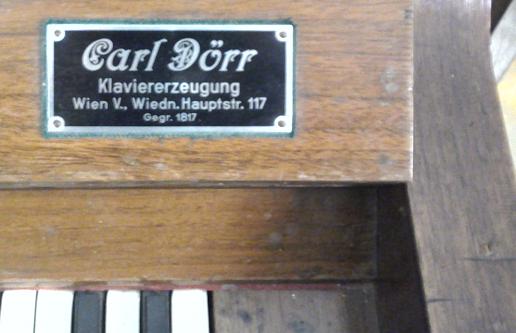 Carl Dörr
Klaviererzeugung
Wien V., Wiedn. Hauptstr. 117
Gegr. 1817